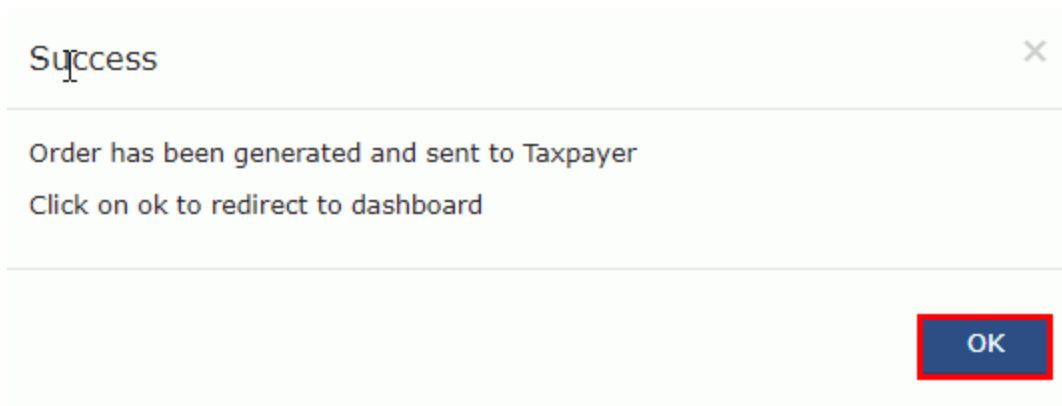 Success
Order has been generated and sent to Taxpayer
Click on ok to redirect to dashboard
OK